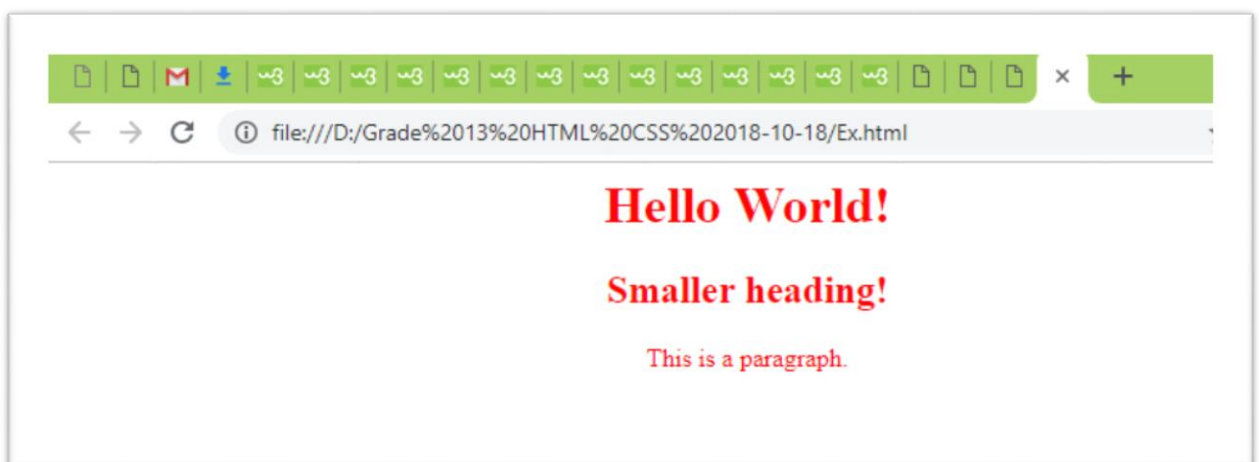 file:///D:/Grade%2013%20HTML%20CSS%202018-10-18/Ex.html
Hello World!
Smaller heading!
This is a paragraph.